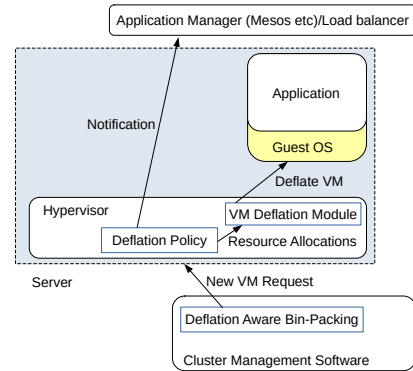 Application Manager (Mesos etc)/Load balancer
Application
Notification
Guest OS
Deflate VM
Hypervisor
VM Deflation Module
Deflation Policy
Resource Allocations
Server
New VM Request
Deflation Aware Bin-Packing
Cluster Management Software